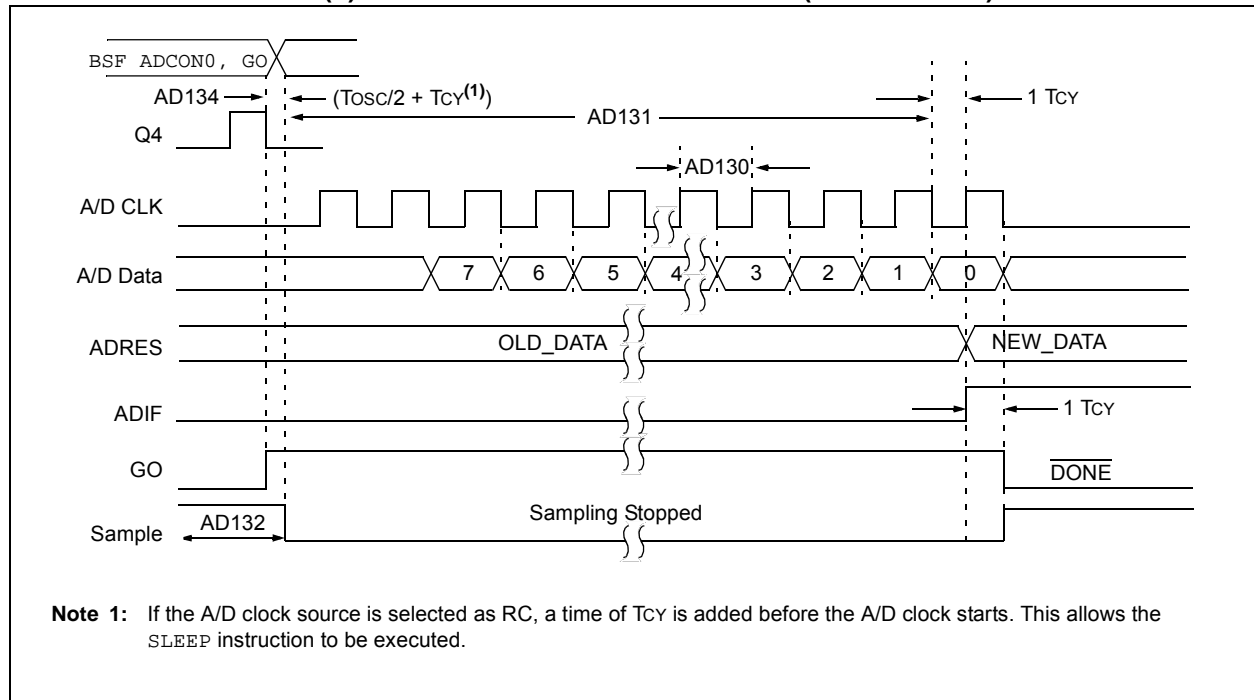 BSF ADCON0, GO
AD134 (TOSC/2 + TCY(1)) 1 TCY
AD131
Q4
AD130
A/D CLK
A/D Data 7 6 5 4 3 2 1 0
ADRES OLD_DATA NEW_DATA
ADIF 1 TCY
GO DONE
Sample AD132 Sampling Stopped
Note 1: If the A/D clock source is selected as RC, a time of TCY is added before the A/D clock starts. This allows the
SLEEP instruction to be executed.